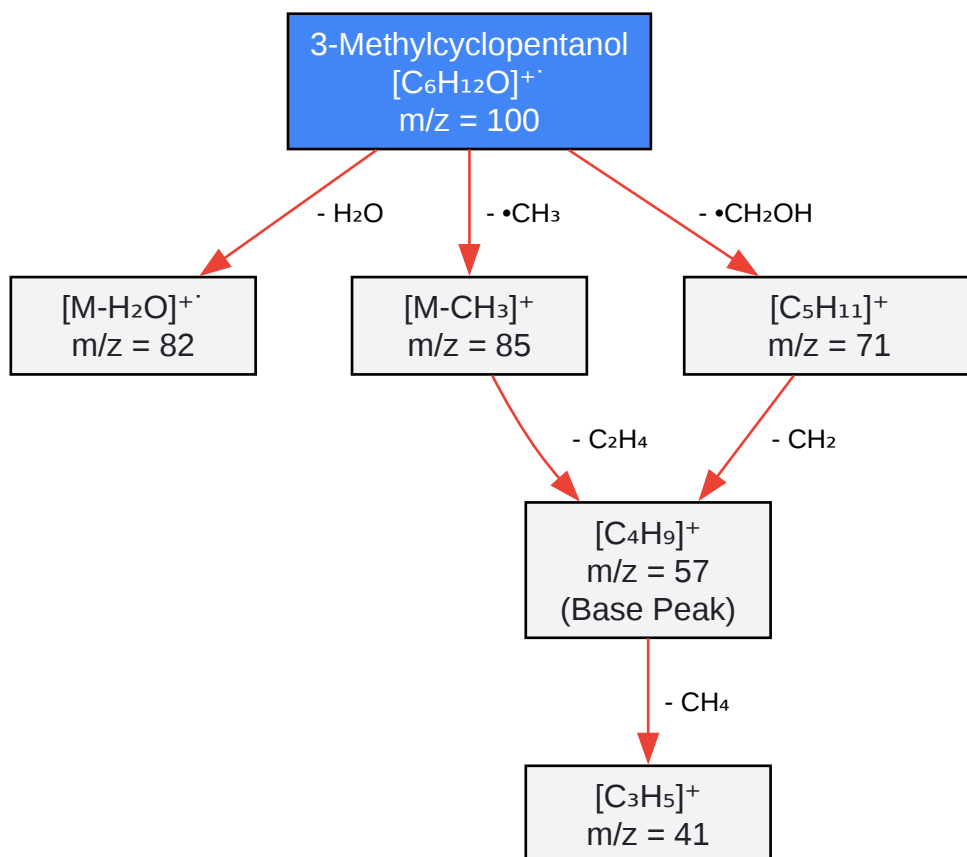 3-Methylcyclopentanol
[C₆H₁₂O]⁺˙
m/z = 100
- H₂O
- •CH₃
- •CH₂OH
[M-H₂O]⁺˙
m/z = 82
[M-CH₃]⁺
m/z = 85
[C₅H₁₁]⁺
m/z = 71
- C₂H₄
- CH₂
[C₄H₉]⁺
m/z = 57
(Base Peak)
- CH₄
[C₃H₅]⁺
m/z = 41